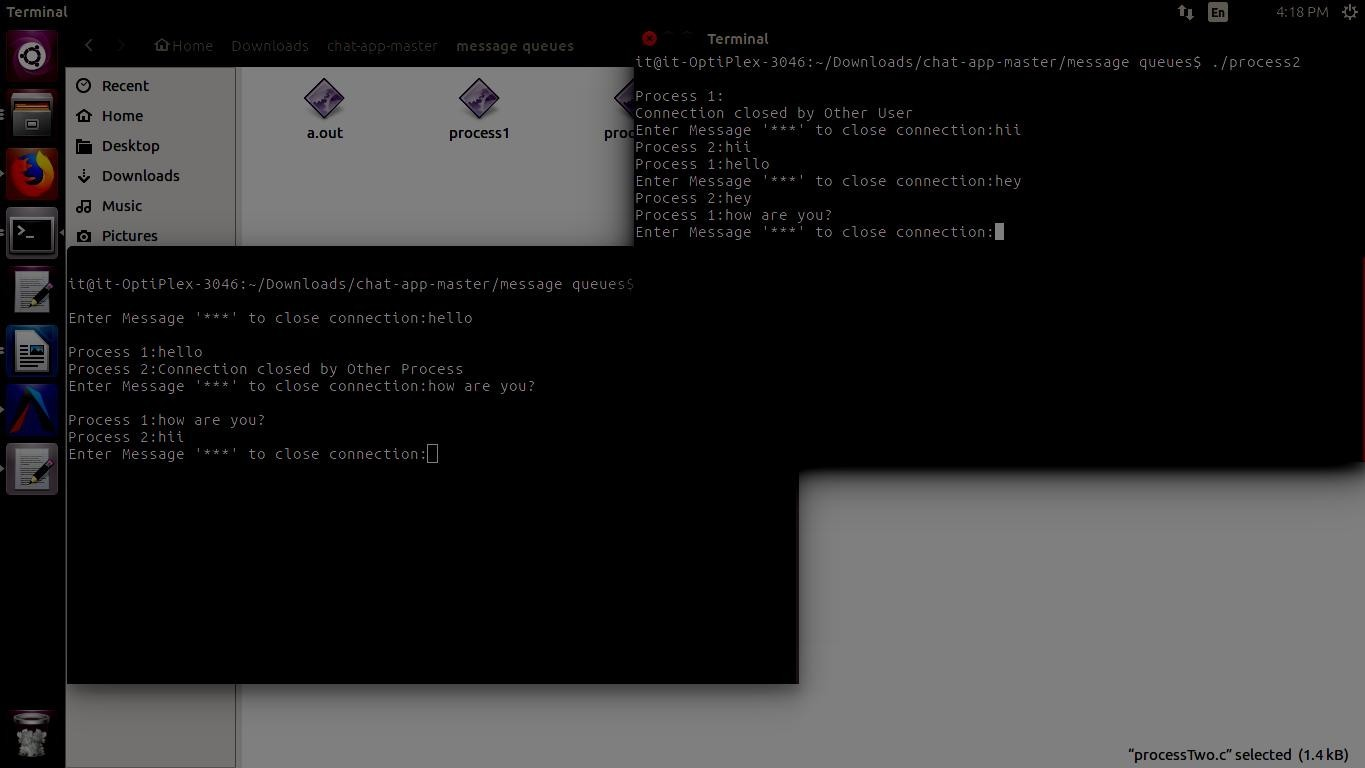 Terminal
En
4:18 PM
Home Downloads chat-app-master message queues
Recent
Home
Desktop
Downloads
Music
Pictures
a.out
process1
Terminal
it@it-OptiPlex-3046:~/Downloads/chat-app-master/message queues$ ./process2
Process 1:
Connection closed by Other User
Enter Message '***' to close connection:hii
Process 2:hii
Process 1:hello
Enter Message '***' to close connection:hey
Process 2:hey
Process 1:how are you?
Enter Message '***' to close connection:
it@it-OptiPlex-3046:~/Downloads/chat-app-master/message queues$
Enter Message '***' to close connection:hello
Process 1:hello
Process 2:Connection closed by Other Process
Enter Message '***' to close connection:how are you?
Process 1:how are you?
Process 2:hii
Enter Message '***' to close connection:
“processTwo.c” selected (1.4 kB)